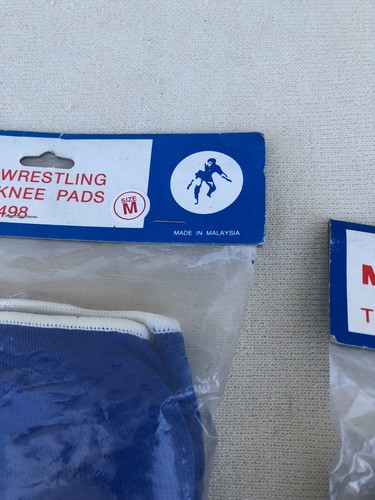 WRESTLING
KNEE PADS
498
SIZE
M
MADE IN MALAYSIA
M
T